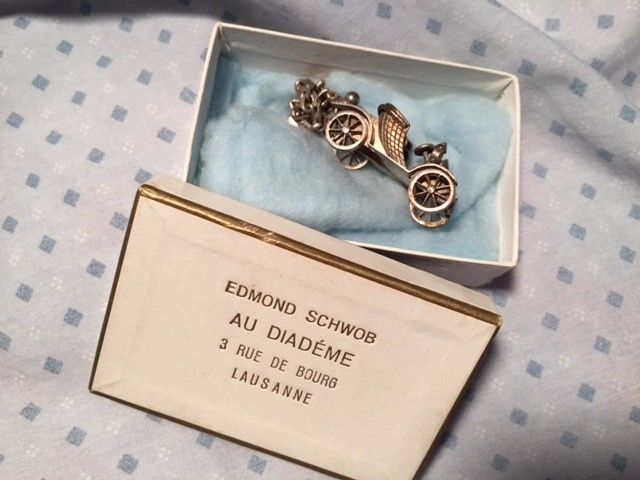 EDMOND SCHWOB
AU DIADÉME
3 RUE DE BOURG
LAUSANNE